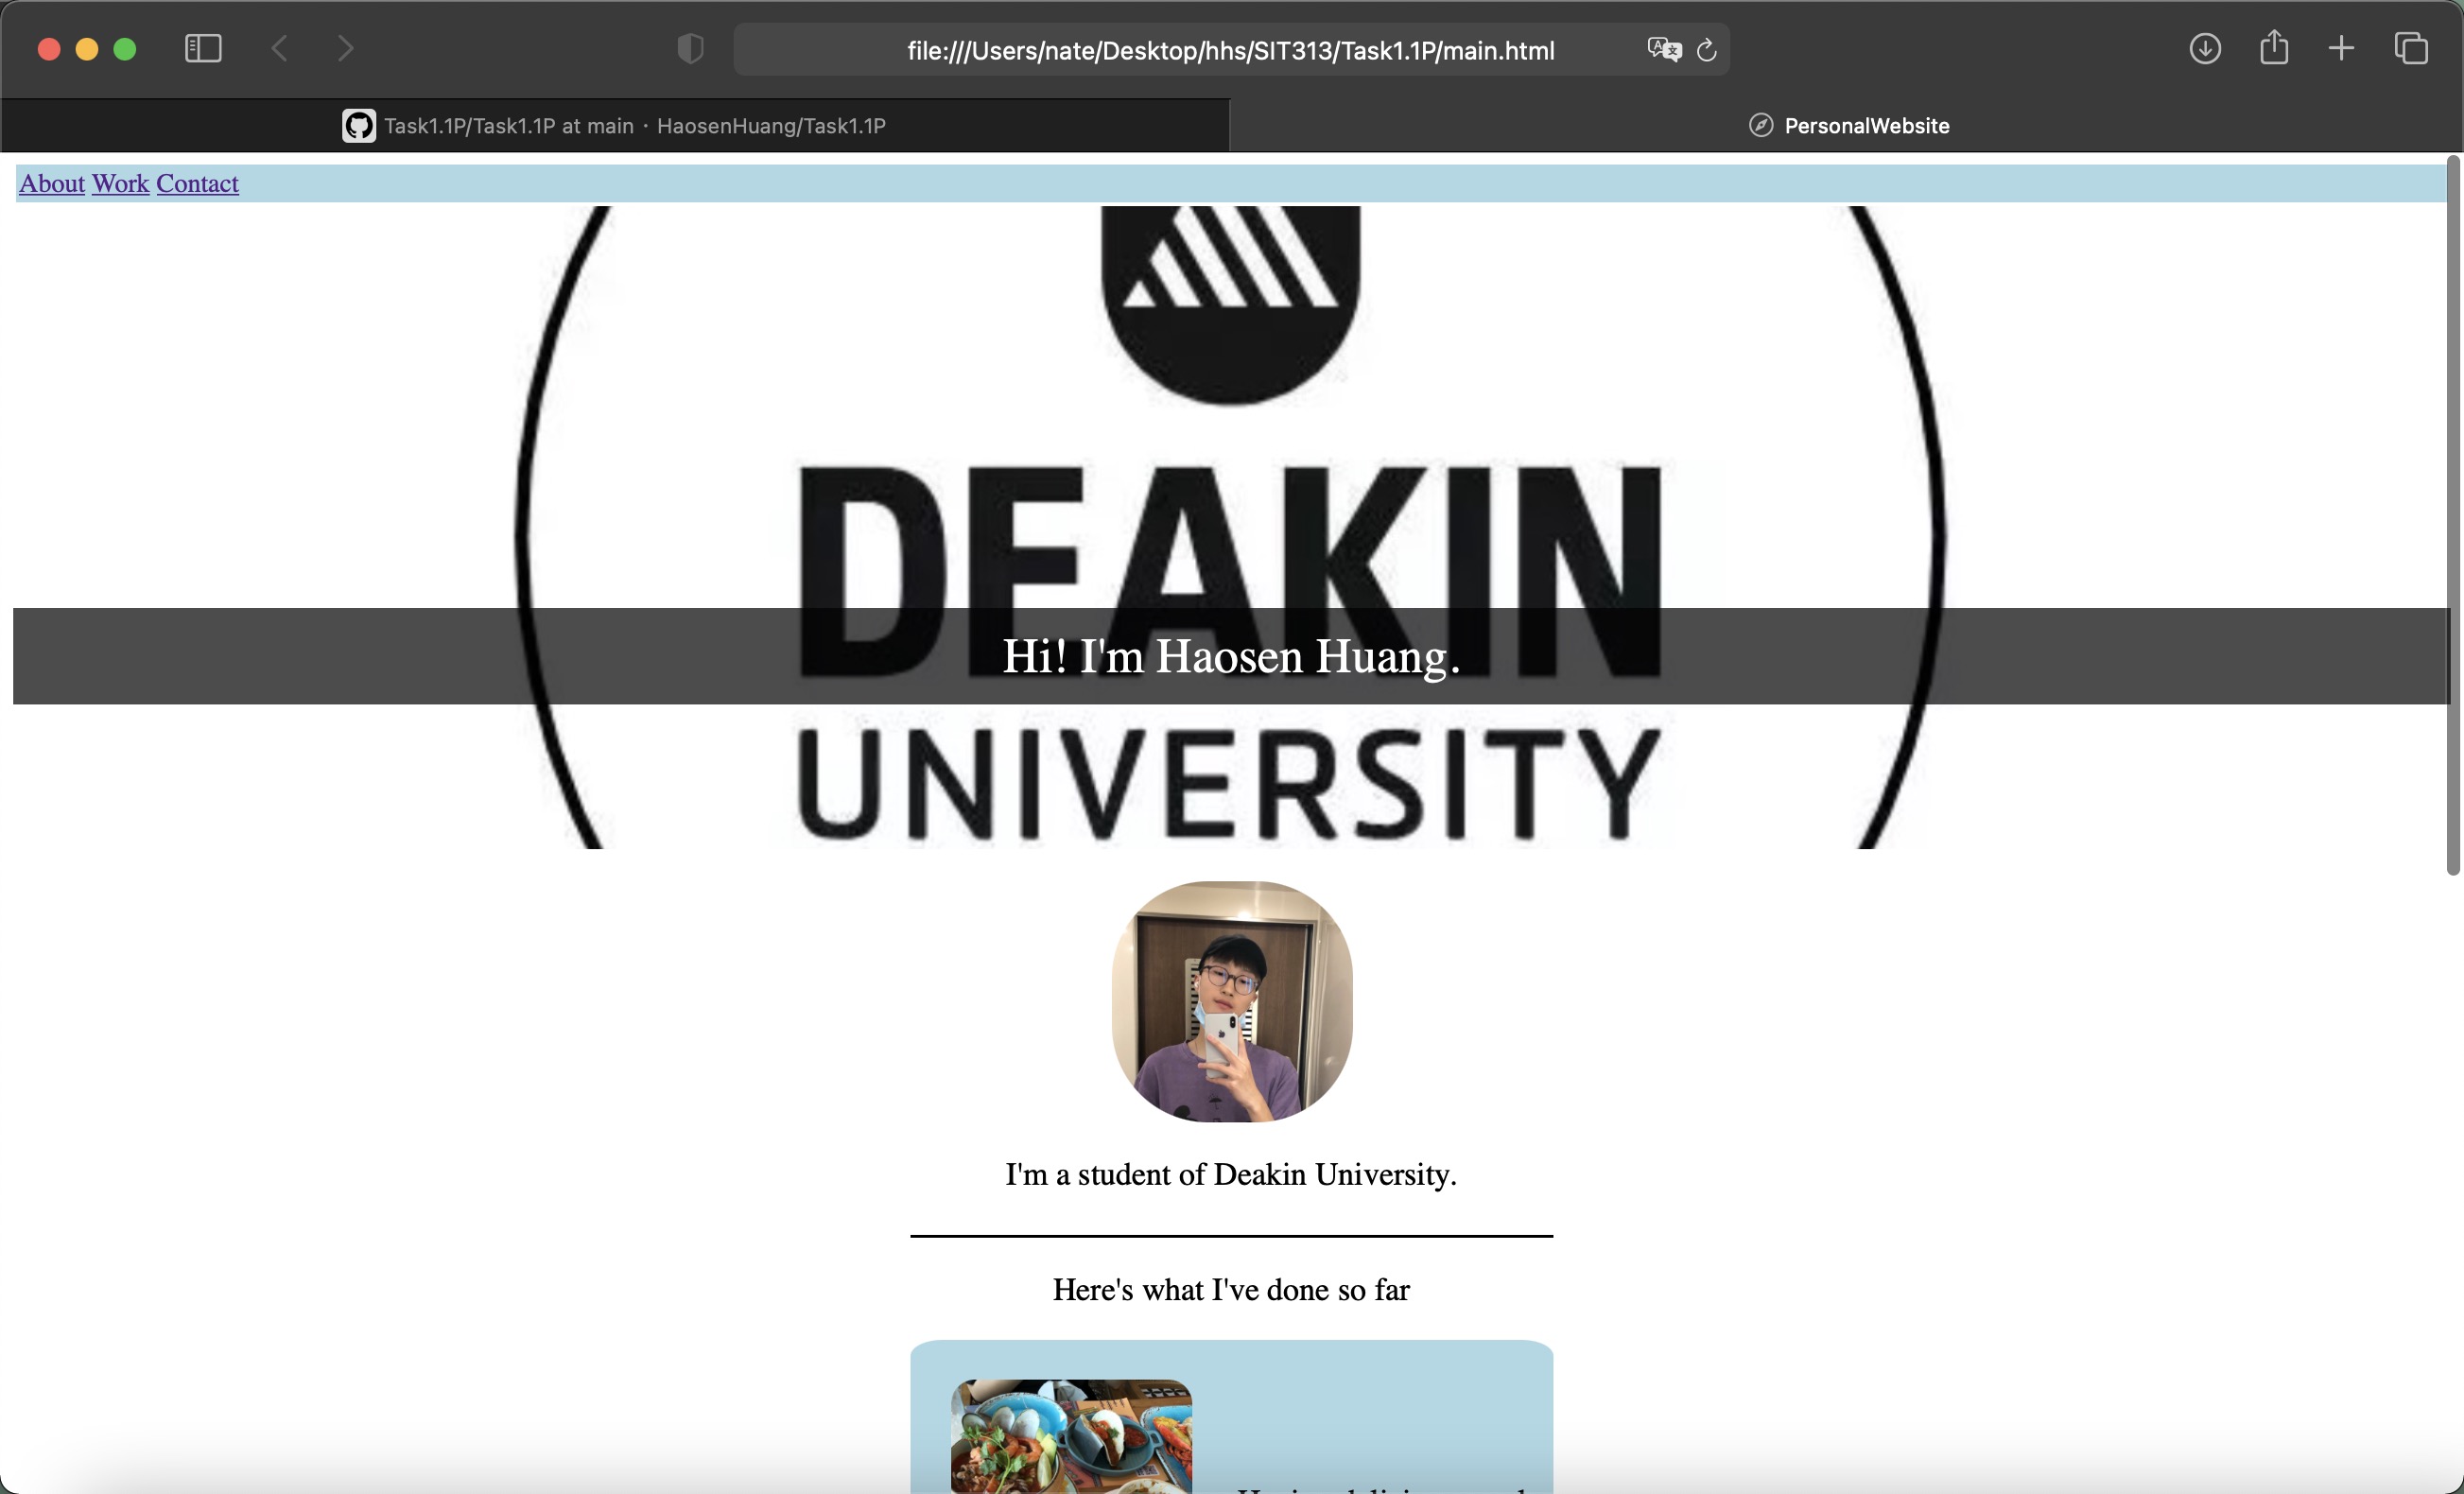 file:///Users/nate/Desktop/hhs/SIT313/Task1.1P/main.html
Task1.1P/Task1.1P at main · HaosenHuang/Task1.1P
PersonalWebsite
About Work Contact
DEAKIN
Hi! I'm Haosen Huang.
UNIVERSITY
I'm a student of Deakin University.
Here's what I've done so far